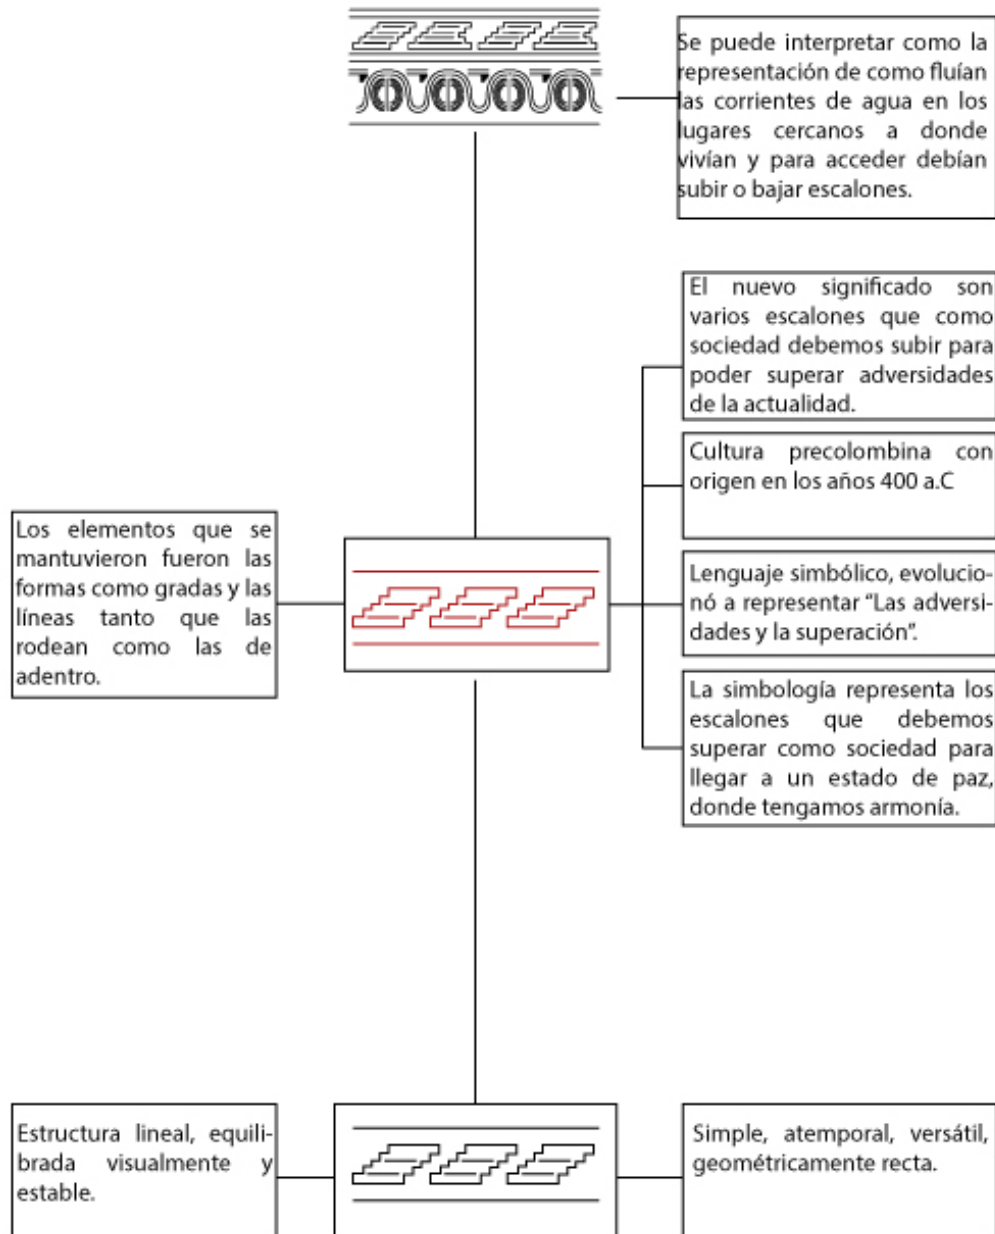 Se puede interpretar como la
representación de como fluían
las corrientes de agua en los
lugares cercanos a donde
vivían y para acceder debían
subir o bajar escalones.
El nuevo significado son
varios escalones que como
sociedad debemos subir para
poder superar adversidades
de la actualidad.
Cultura precolombina con
origen en los años 400 a.C
Los elementos que se
mantuvieron fueron las
formas como gradas y las
líneas tanto que las
rodean como las de
adentro.
Lenguaje simbólico, evolucio-
nó a representar “Las adversi-
dades y la superación”.
La simbología representa los
escalones que debemos
superar como sociedad para
llegar a un estado de paz,
donde tengamos armonía.
Estructura lineal, equili-
brada visualmente y
estable.
Simple, atemporal, versátil,
geométricamente recta.